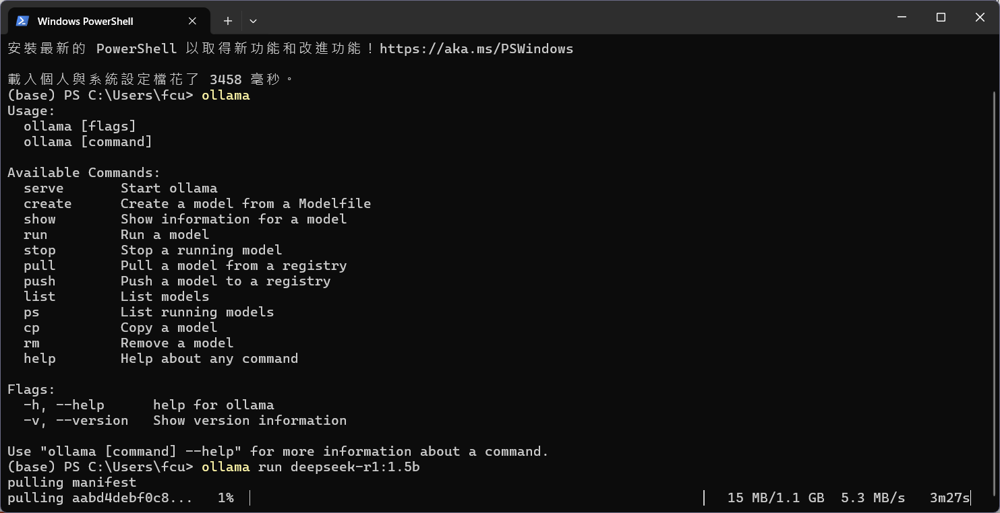 Windows PowerShell
安裝最新的 PowerShell 以取得新功能和改進功能！https://aka.ms/PSWindows
載入個人與系統設定檔花了 3458 毫秒。
(base) PS C:\Users\fcu> ollama
Usage:
  ollama [flags]
  ollama [command]
Available Commands:
  serve       Start ollama
  create      Create a model from a Modelfile
  show        Show information for a model
  run         Run a model
  stop        Stop a running model
  pull        Pull a model from a registry
  push        Push a model to a registry
  list        List models
  ps          List running models
  cp          Copy a model
  rm          Remove a model
  help        Help about any command
Flags:
  -h, --help      help for ollama
  -v, --version   Show version information
Use "ollama [command] --help" for more information about a command.
(base) PS C:\Users\fcu> ollama run deepseek-r1:1.5b
pulling manifest
pulling aabd4debf0c8...   1% 15 MB/1.1 GB  5.3 MB/s   3m27s